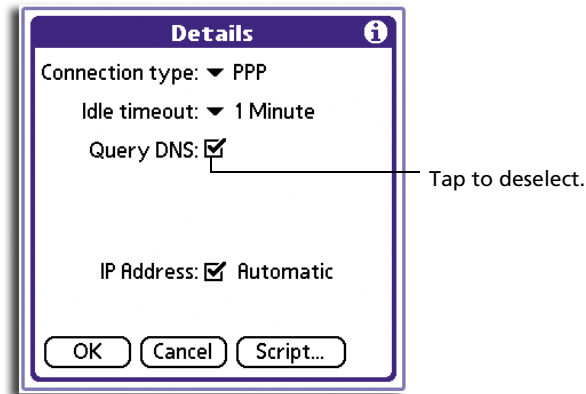 Details
Connection type: PPP
Idle timeout: 1 Minute
Query DNS:
Tap to deselect.
IP Address: Automatic
OK Cancel Script...